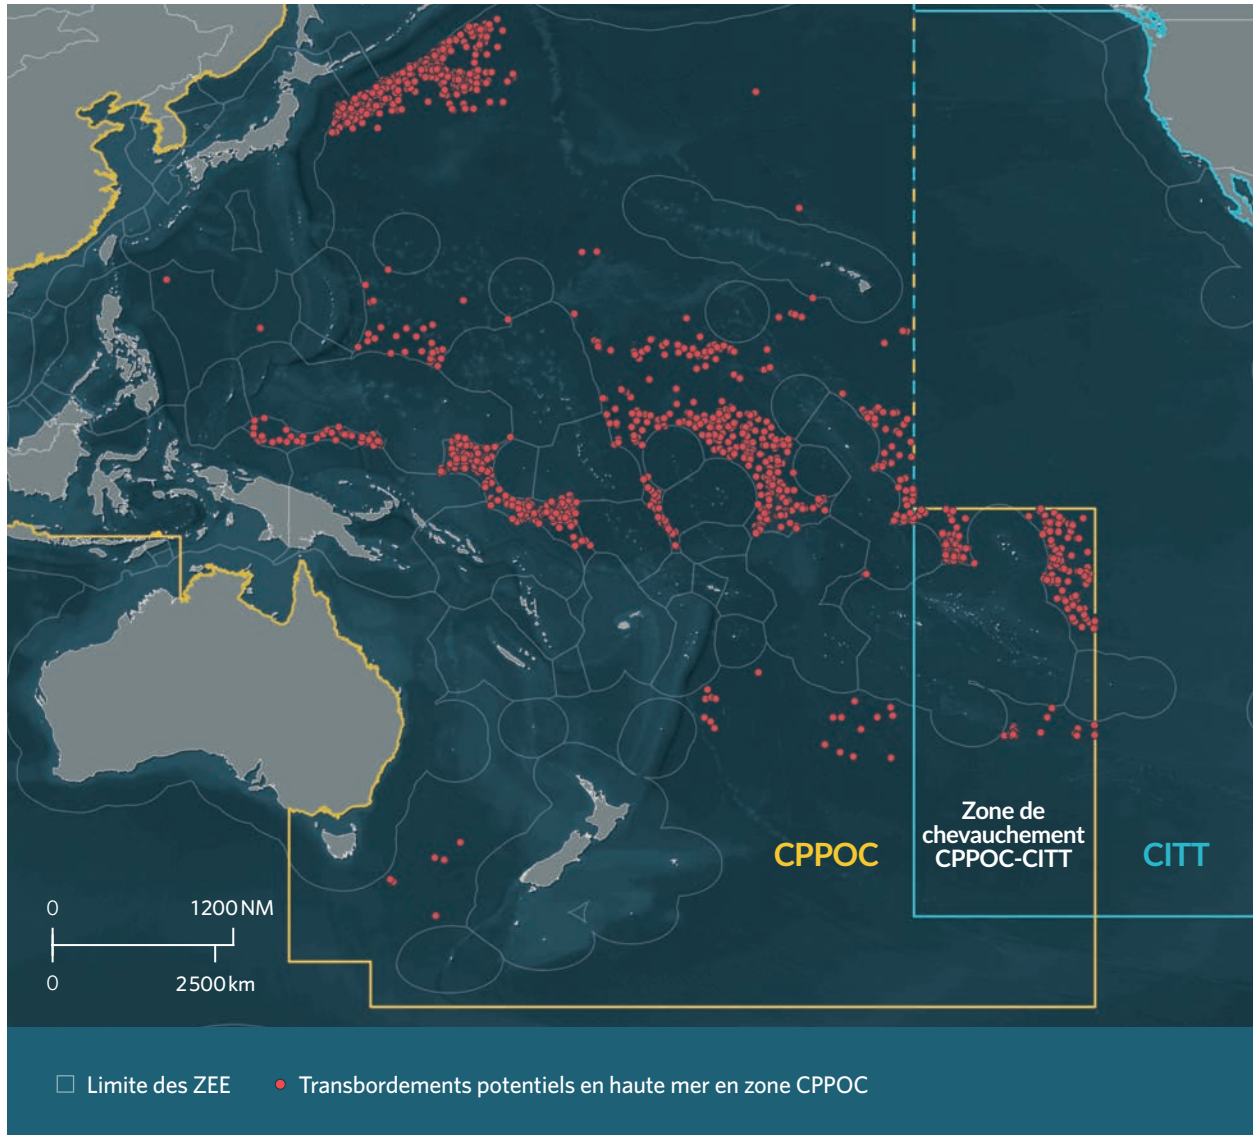 Zone de
chevauchement
CPPOC-CITT
CPPOC
CITT
0
1200 NM
0
2500 km
Limite des ZEE
Transbordements potentiels en haute mer en zone CPPOC